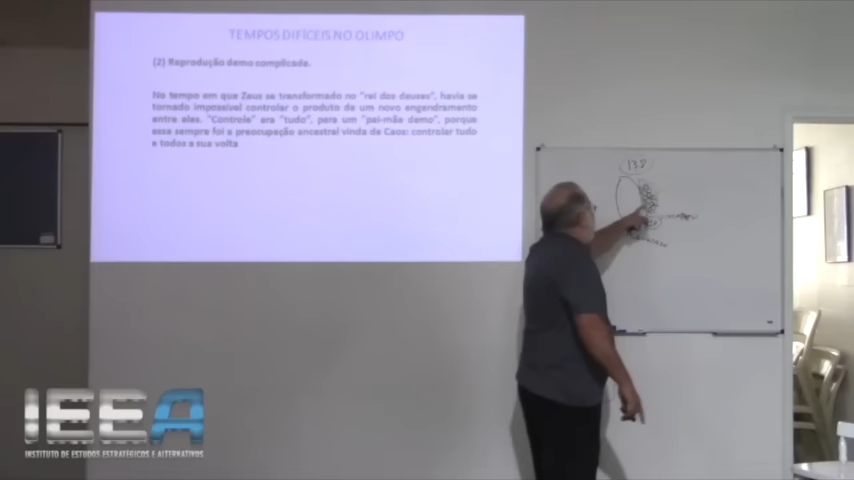 TEMPOS DIFÍCEIS NO OLIMPO
(2) Reprodução demo complicada.
No tempo em que Zeus se transformado no "rei dos deuses", havia se
tornado impossível controlar o produto de um novo engendramento
entre eles. "Controle" era "tudo", para um "pai-mãe demo", porque
essa sempre foi a preocupação ancestral vinda de Caos: controlar tudo
e todos a sua volta
IEEA
INSTITUTO DE ESTUDOS ESTRATÉGICOS E ALTERNATIVOS